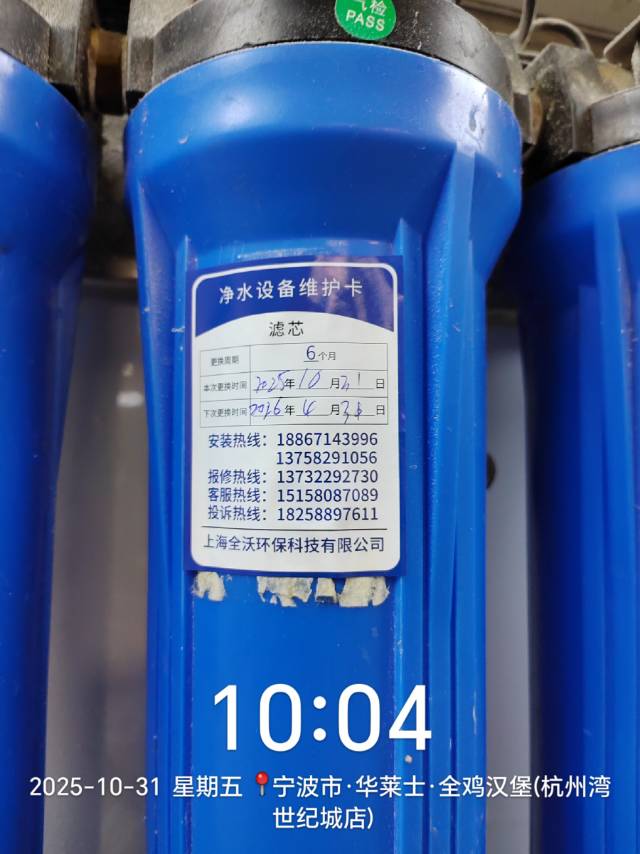 气检
PASS
净水设备维护卡
滤芯
更换周期 6个月
本次更换时间 2025年10月31日
下次更换时间 2026年4月30日
安装热线：18867143996
13758291056
报修热线：13732292730
客服热线：15158087089
投诉热线：18258897611
上海全沃环保科技有限公司
10:04
2025-10-31 星期五 📍宁波市·华莱士·全鸡汉堡(杭州湾
世纪城店)